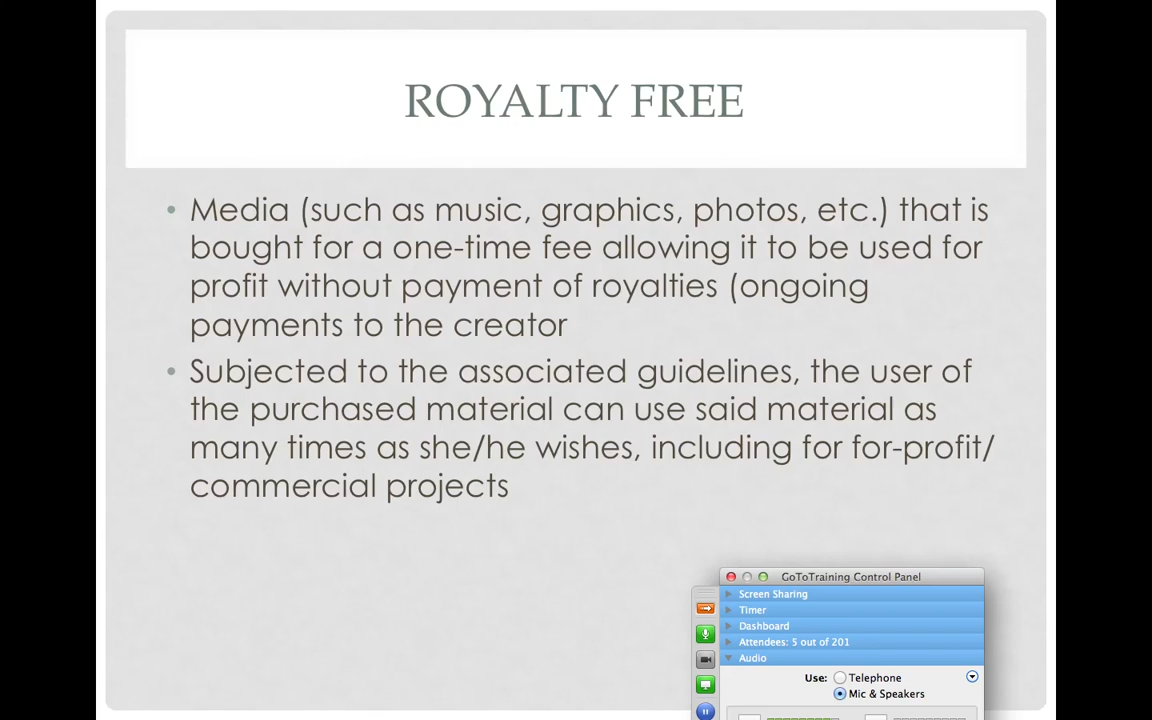 ROYALTY FREE
• Media (such as music, graphics, photos, etc.) that is
bought for a one-time fee allowing it to be used for
profit without payment of royalties (ongoing
payments to the creator
• Subjected to the associated guidelines, the user of
the purchased material can use said material as
many times as she/he wishes, including for for-profit/
commercial projects
GoToTraining Control Panel
Screen Sharing
Timer
Dashboard
Attendees: 5 out of 201
Audio
Use: Telephone
Mic & Speakers